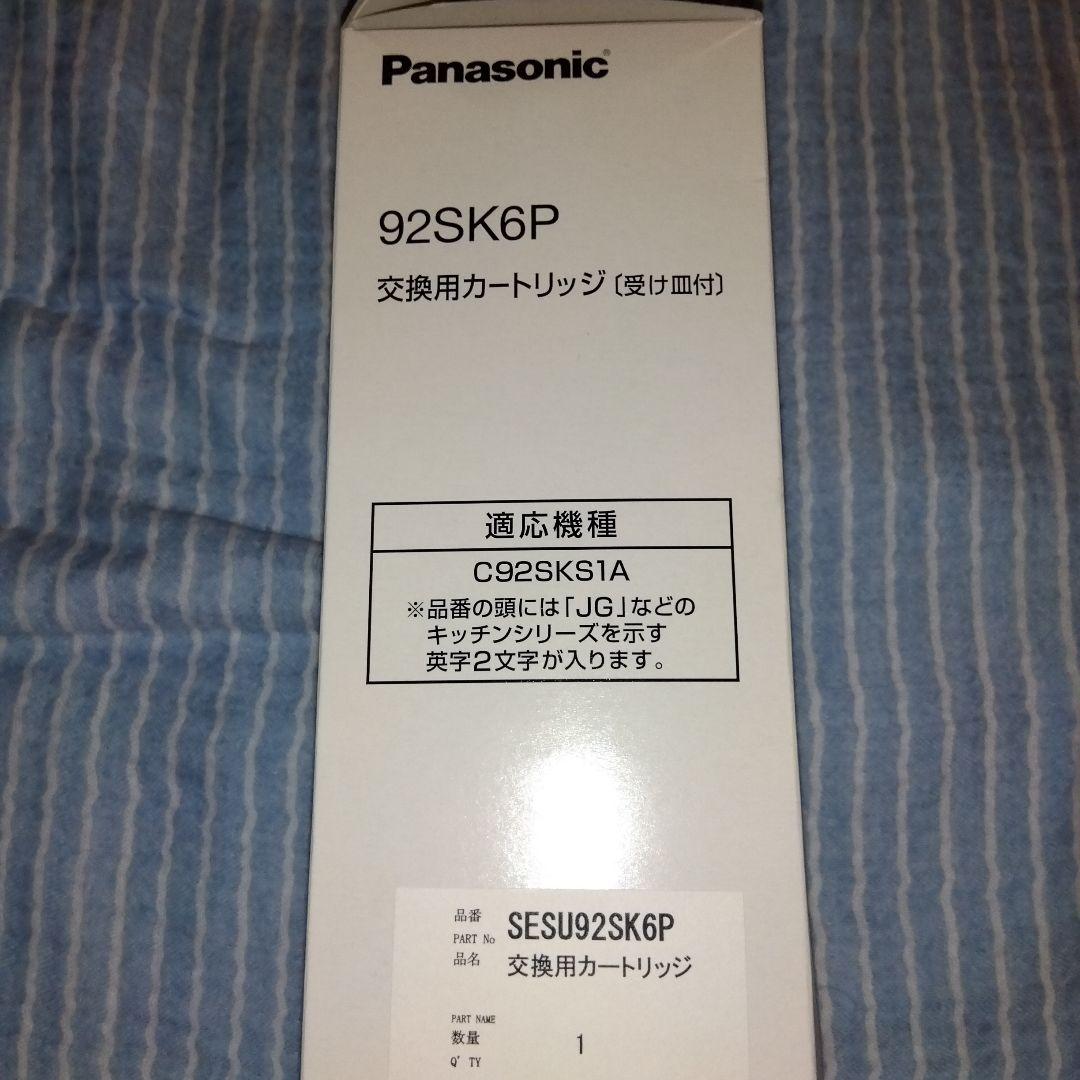 Panasonic®
92SK6P
交換用カートリッジ〔受け皿付〕
適応機種
C92SKS1A
※品番の頭には「JG」などの
キッチンシリーズを示す
英字2文字が入ります。
品番
PART No SESU92SK6P
品名 交換用カートリッジ
PART NAME
数量 1
Q'TY